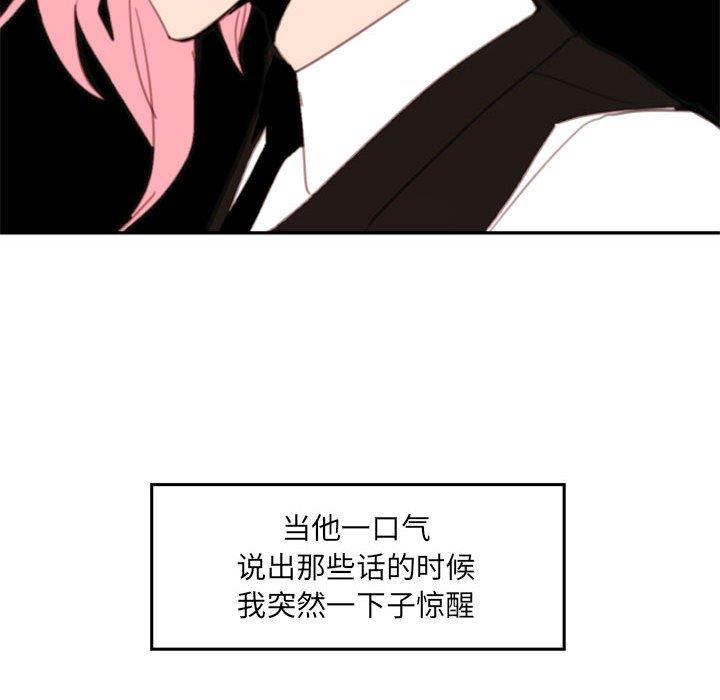 当他一口气
说出那些话的时候
我突然一下子惊醒